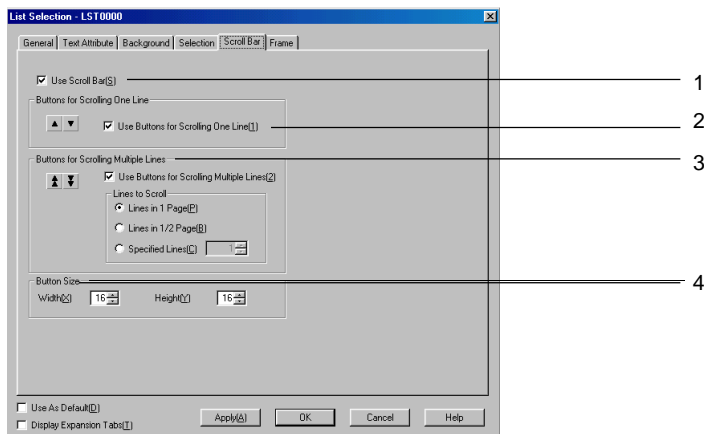 List Selection - LST0000
General Text Attribute Background Selection Scroll Bar Frame
Use Scroll Bar(S)
1
Buttons for Scrolling One Line
Use Buttons for Scrolling One Line(1)
2
Buttons for Scrolling Multiple Lines
3
Use Buttons for Scrolling Multiple Lines(2)
Lines to Scroll
Lines in 1 Page(P)
Lines in 1/2 Page(B)
Specified Lines(C) 1
Button Size
4
Width(X) 16 Height(Y) 16
Use As Default(D)
Display Expansion Tabs(T)
Apply(A) OK Cancel Help